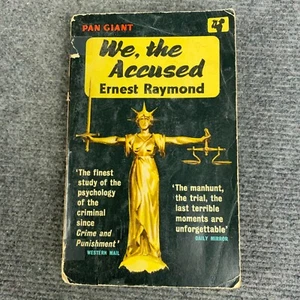 PAN GIANT
We, the
Accused
Ernest Raymond
'The finest
study of the
psychology
of the
criminal
since
Crime and
Punishment'
WESTERN MAIL
'The manhunt,
the trial, the
last terrible
moments are
unforgettable'
DAILY MIRROR